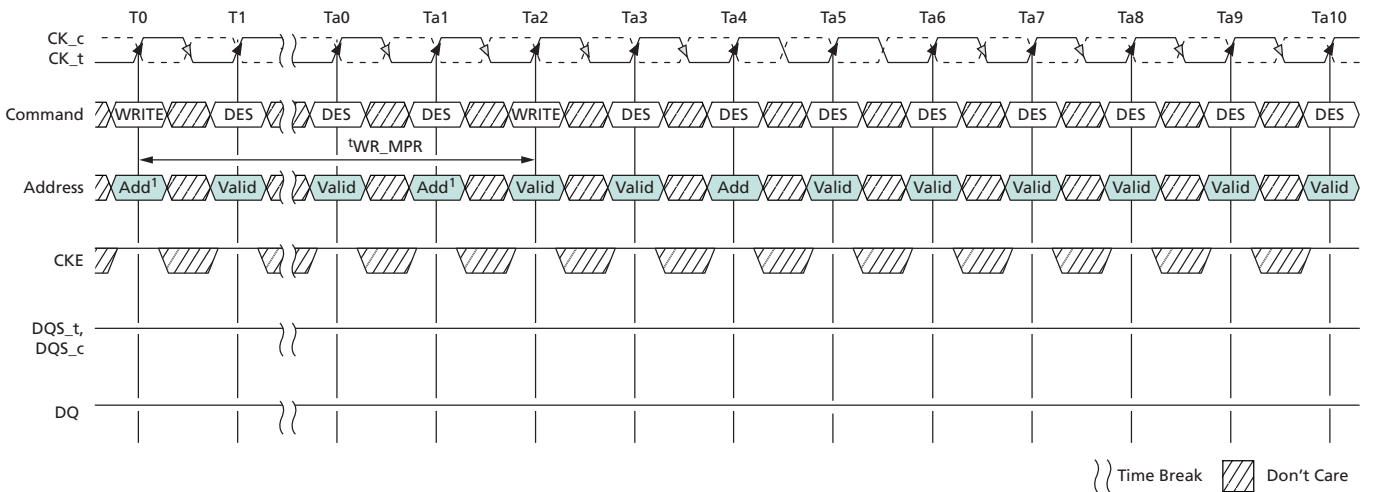 T0 T1 Ta0 Ta1 Ta2 Ta3 Ta4 Ta5 Ta6 Ta7 Ta8 Ta9 Ta10
CK_c
CK_t
Command WRITE DES DES DES WRITE DES DES DES DES DES DES DES DES
tWR_MPR
Address Add1 Valid Valid Add1 Valid Valid Add Valid Valid Valid Valid Valid Valid
CKE
DQS_t,
DQS_c
DQ
Time Break Don't Care